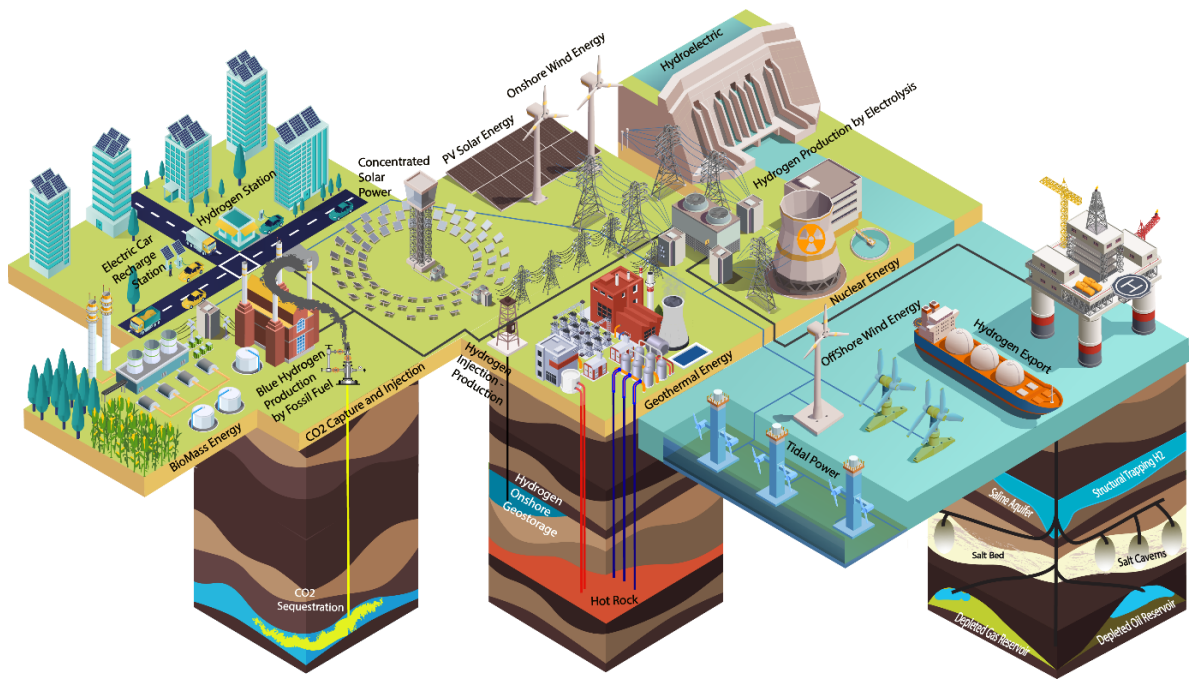 Hydroelectric
Onshore Wind Energy
PV Solar Energy
Hydrogen Production by Electrolysis
Concentrated
Solar
Power
Hydrogen Station
Electric Car
Recharge
Station
Nuclear Energy
OffShore Wind Energy
Hydrogen Export
H
Blue Hydrogen
Production
by Fossil Fuel
CO2 Capture and Injection
Hydrogen
Injection -
Production
Geothermal Energy
BioMass Energy
Tidal Power
Hydrogen
Onshore
Geostorage
Structural Trapping H2
Saline Aquifer
Salt Bed
Salt Caverns
CO2
Sequestration
Hot Rock
Depleted Gas Reservoir
Depleted Oil Reservoir